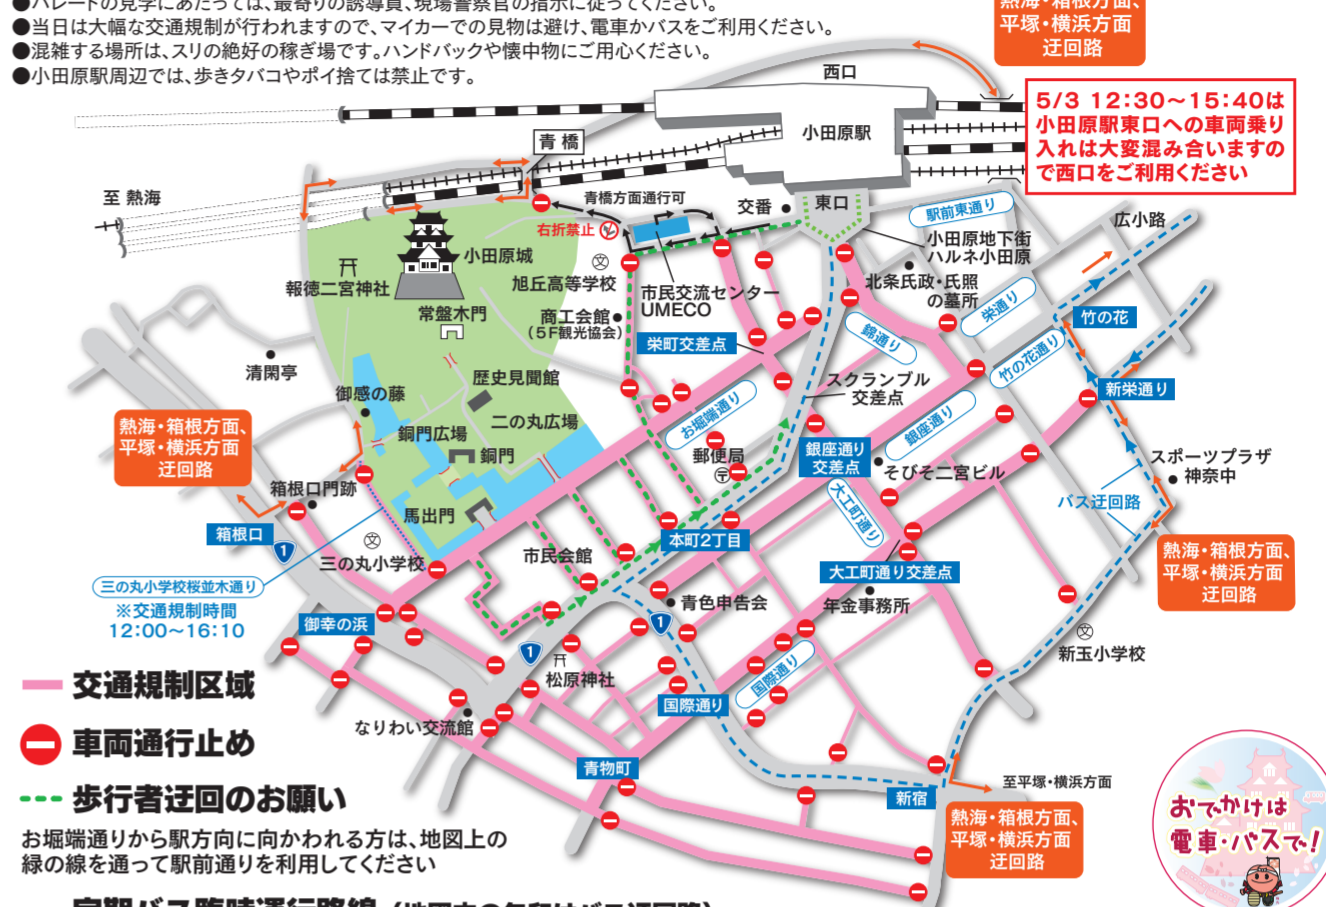 ●パレードの見学にあたっては、最寄りの誘導員、現場警察官の指示に従ってください。
●当日は大幅な交通規制が行われますので、マイカーでの見物は避け、電車かバスをご利用ください。
●混雑する場所は、スリの絶好の稼ぎ場です。ハンドバックや懐中物にご用心ください。
●小田原駅周辺では、歩きタバコやポイ捨ては禁止です。
熱海・箱根方面、
平塚・横浜方面
迂回路
西口
小田原駅
5/3 12:30～15:40は
小田原駅東口への車両乗り
入れは大変混み合いますの
で西口をご利用ください
青橋
至 熱海
青橋方面通行可
交番
東口
駅前東通り
広小路
右折禁止
小田原城
報徳二宮神社
旭丘高等学校
市民交流センター
UMECO
小田原地下街
ハルネ小田原
北条氏政・氏照
の墓所
常盤木門
商工会館
(5F観光協会)
栄町交差点
錦通り
栄通り
竹の花
竹の花通り
清閑亭
歴史見聞館
御感の藤
二の丸広場
お堀端通り
スクランブル
交差点
新栄通り
熱海・箱根方面、
平塚・横浜方面
迂回路
銅門広場
銅門
郵便局
〒
銀座通り
交差点
銀座通り
そびそ二宮ビル
スポーツプラザ
神奈中
箱根口門跡
馬出門
大工町通り
バス迂回路
箱根口
1
文
三の丸小学校
市民会館
本町2丁目
大工町通り交差点
熱海・箱根方面、
平塚・横浜方面
迂回路
三の丸小学校桜並木通り
※交通規制時間
12:00～16:10
青色申告会
年金事務所
御幸の浜
1
1
文
新玉小学校
松原神社
国際通り
国際通り
なりわい交流館
青物町
新宿
至平塚・横浜方面
熱海・箱根方面、
平塚・横浜方面
迂回路
交通規制区域
車両通行止め
歩行者迂回のお願い
お堀端通りから駅方向に向かわれる方は、地図上の
緑の線を通って駅前通りを利用してください
おでかけは
電車・バスで！